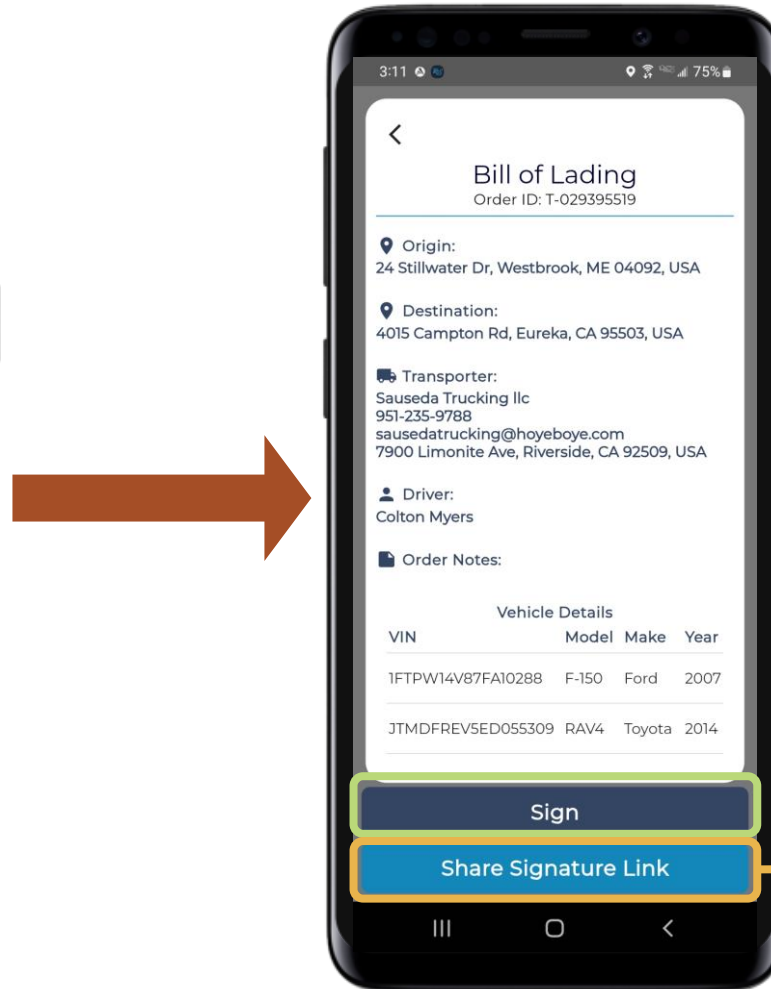 3:11 75%
Bill of Lading
Order ID: T-029395519
Origin:
24 Stillwater Dr, Westbrook, ME 04092, USA
Destination:
4015 Campton Rd, Eureka, CA 95503, USA
Transporter:
Sauseda Trucking llc
951-235-9788
sausedatrucking@hoyeboye.com
7900 Limonite Ave, Riverside, CA 92509, USA
Driver:
Colton Myers
Order Notes:
Vehicle Details
VIN Model Make Year
1FTPW14V87FA10288 F-150 Ford 2007
JTMDFREV5ED055309 RAV4 Toyota 2014
Sign
Share Signature Link